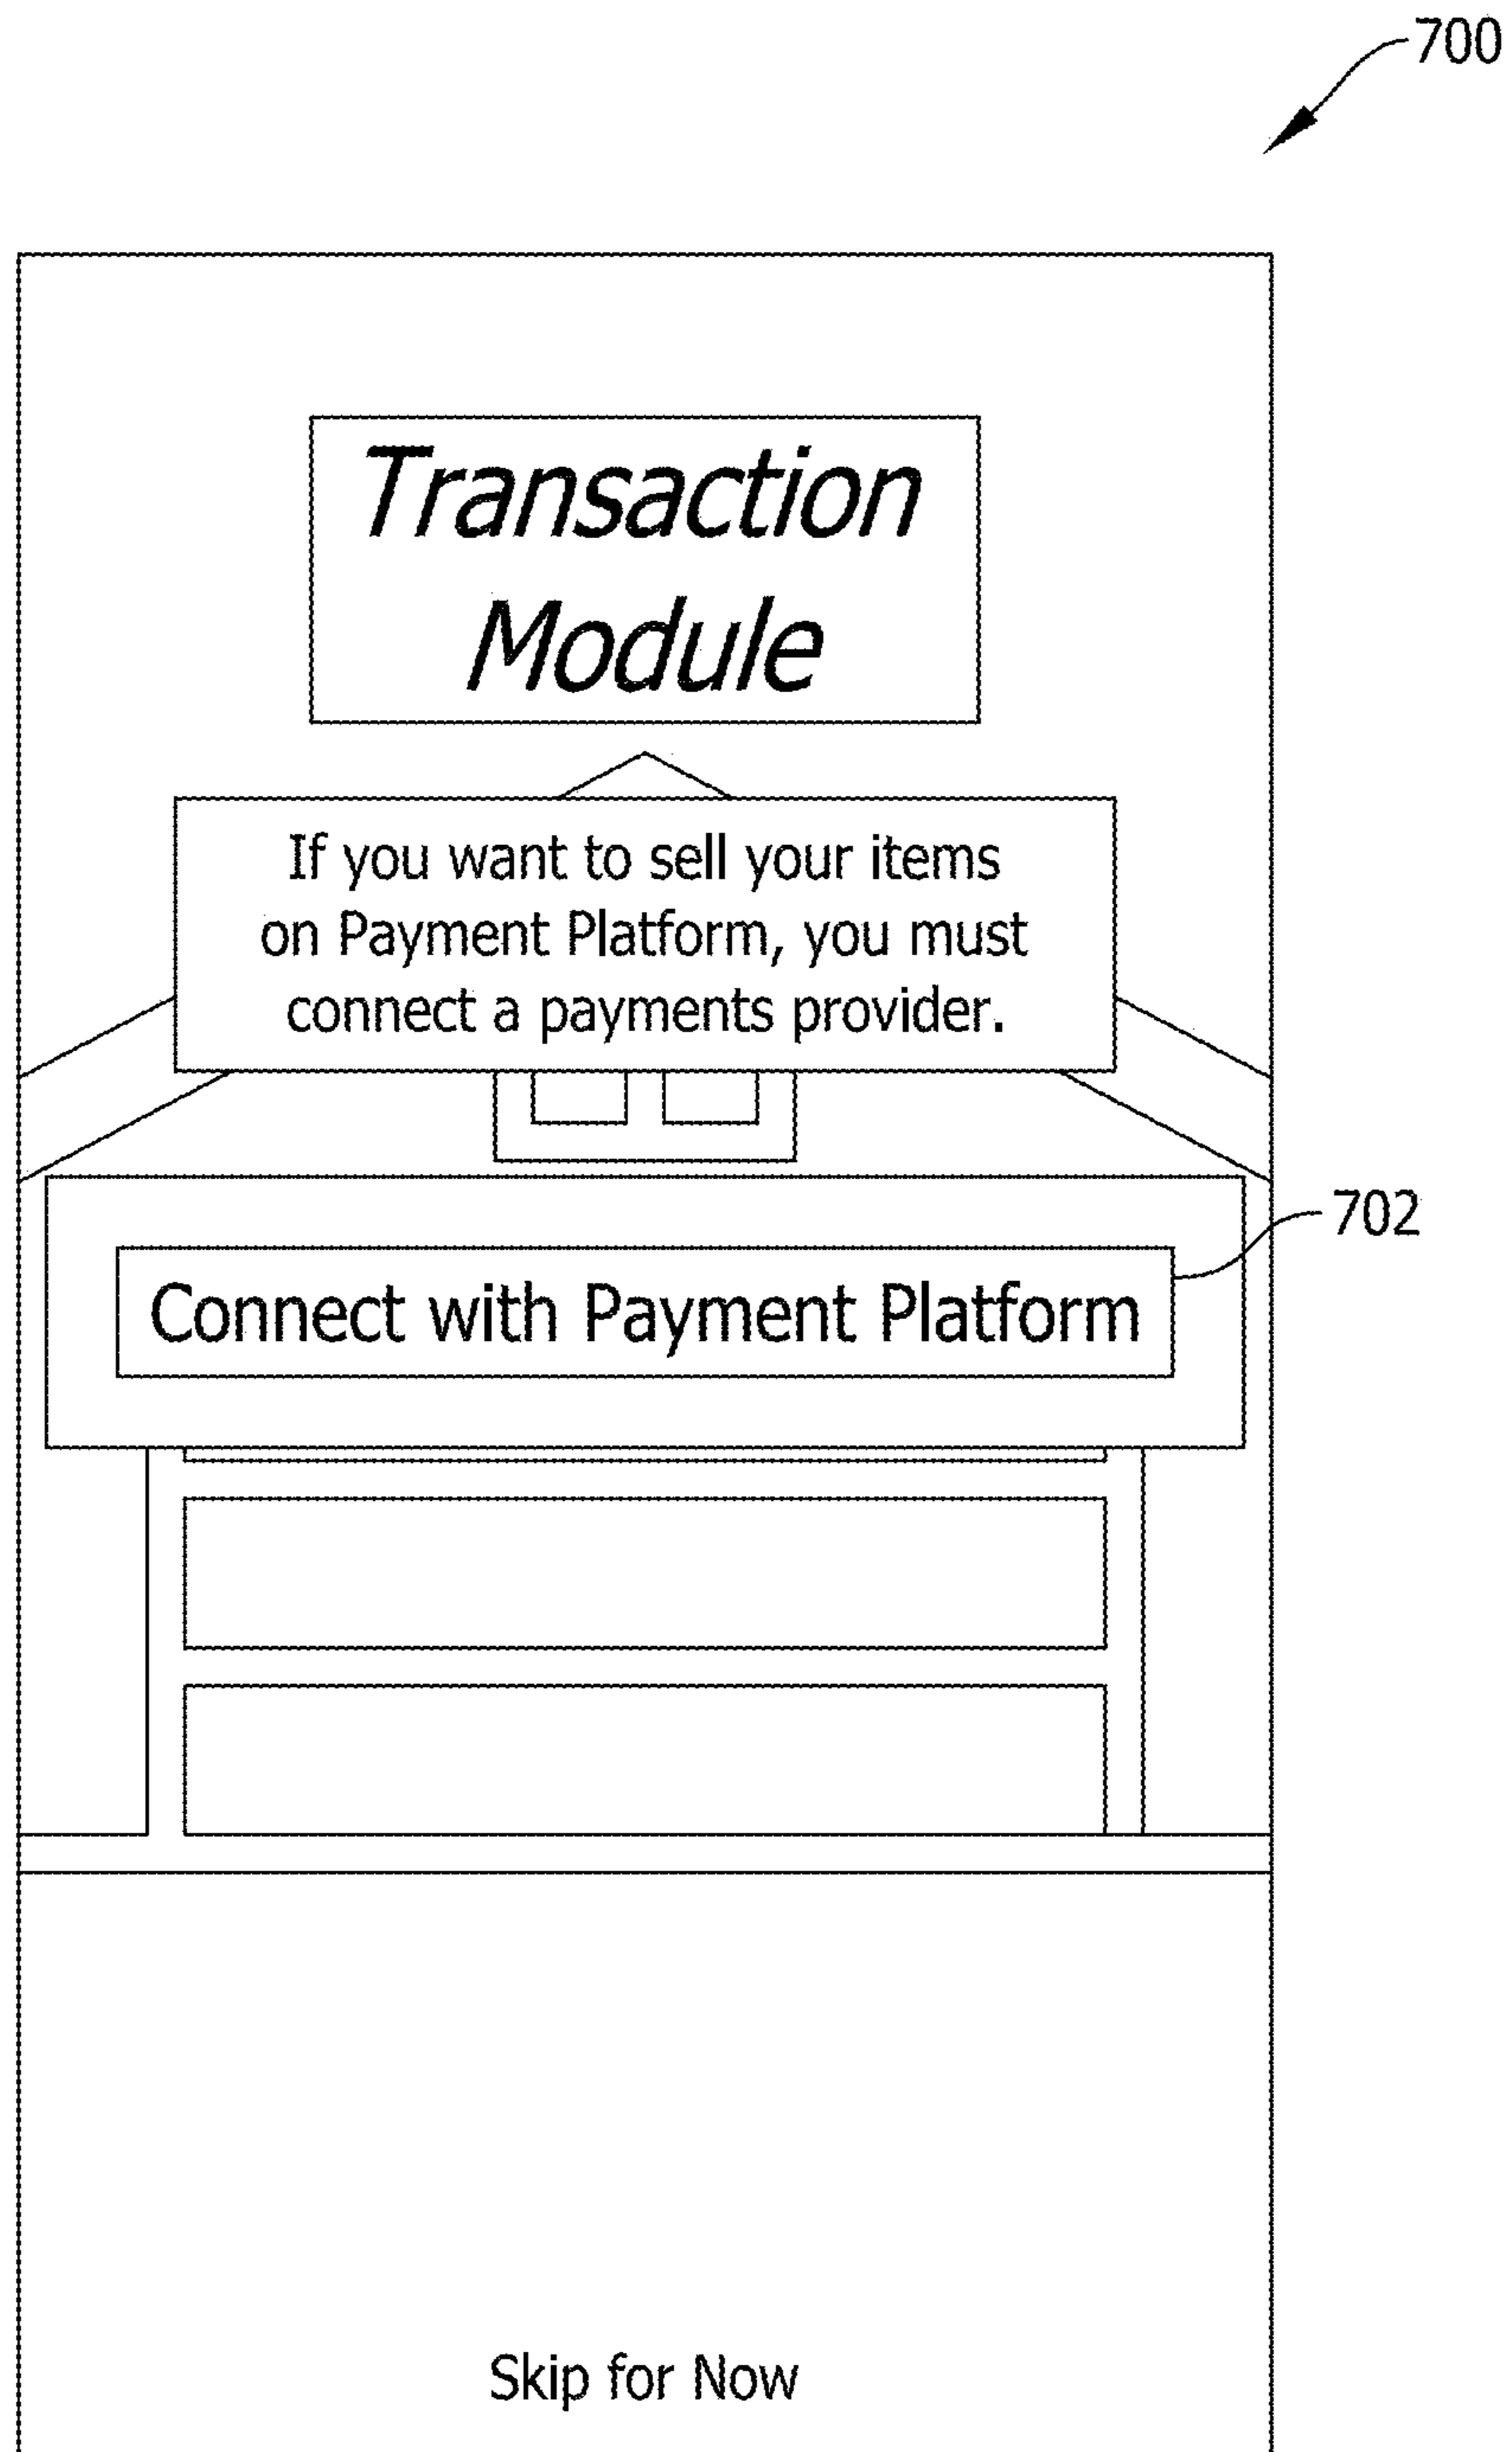 700
Transaction
Module
If you want to sell your items
on Payment Platform, you must
connect a payments provider.
702
Connect with Payment Platform
Skip for Now